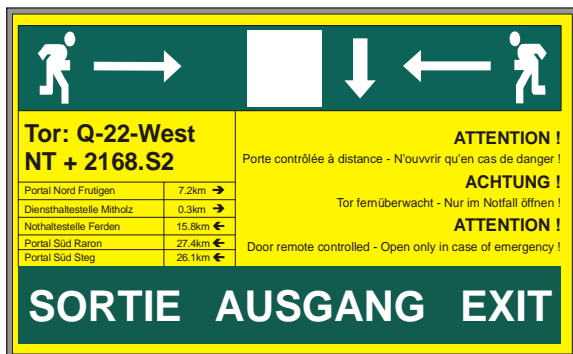 Tor: Q-22-West
NT + 2168.S2
Portal Nord Frutigen 7.2km →
Diensthaltestelle Mitholz 0.3km →
Nothaltestelle Ferden 15.8km ←
Portal Süd Raron 27.4km ←
Portal Süd Steg 26.1km ←
ATTENTION !
Porte contrôlée à distance - N'ouvvrir qu'en cas de danger !
ACHTUNG !
Tor fernüberwacht - Nur im Notfall öffnen !
ATTENTION !
Door remote controlled - Open only in case of emergency !
SORTIE AUSGANG EXIT